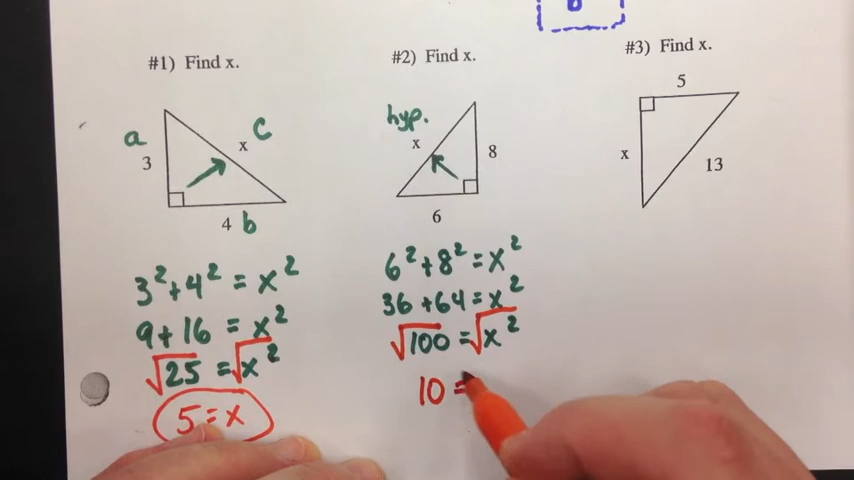 #1) Find x.
a
3
x
C
4
b
3² + 4² = x²
9 + 16 = x²
√25 = √x²
5 = x
#2) Find x.
hyp.
x
8
6
6² + 8² = x²
36 + 64 = x²
√100 = √x²
10 =
#3) Find x.
5
x
13